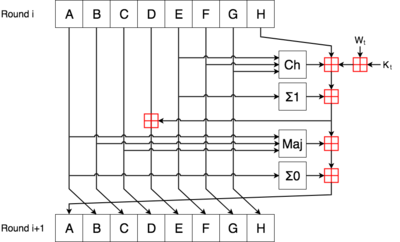 Round i A B C D E F G H
Wₜ
Ch Kₜ
Σ1
Maj
Σ0
Round i+1 A B C D E F G H